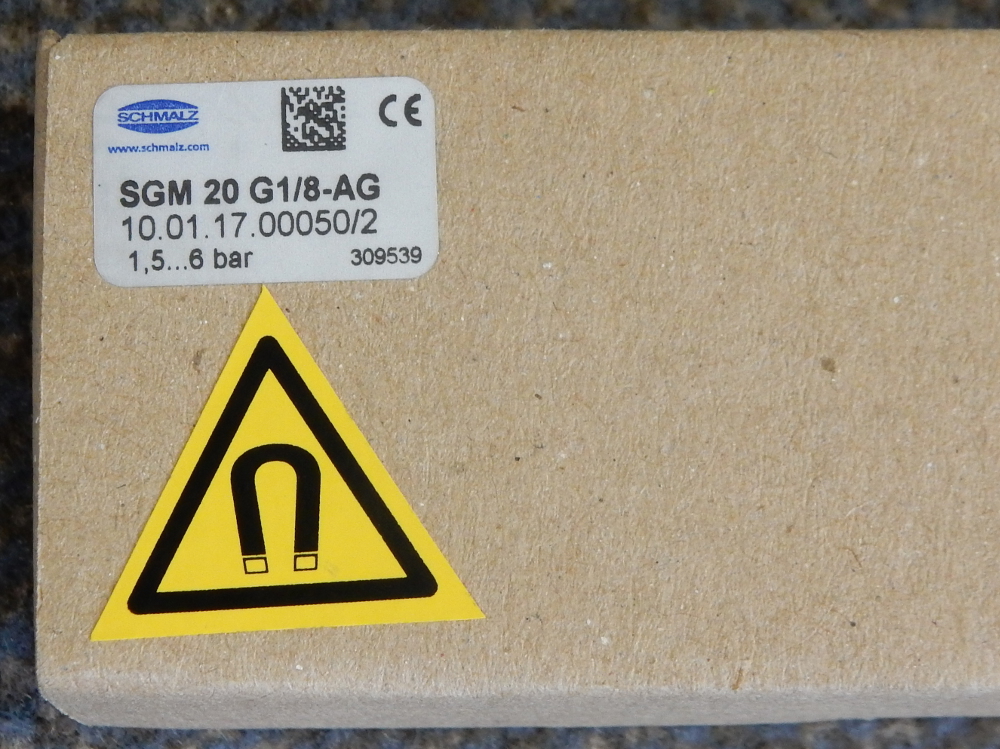 SCHMALZ
CE
www.schmalz.com
SGM 20 G1/8-AG
10.01.17.00050/2
1,5...6 bar 309539